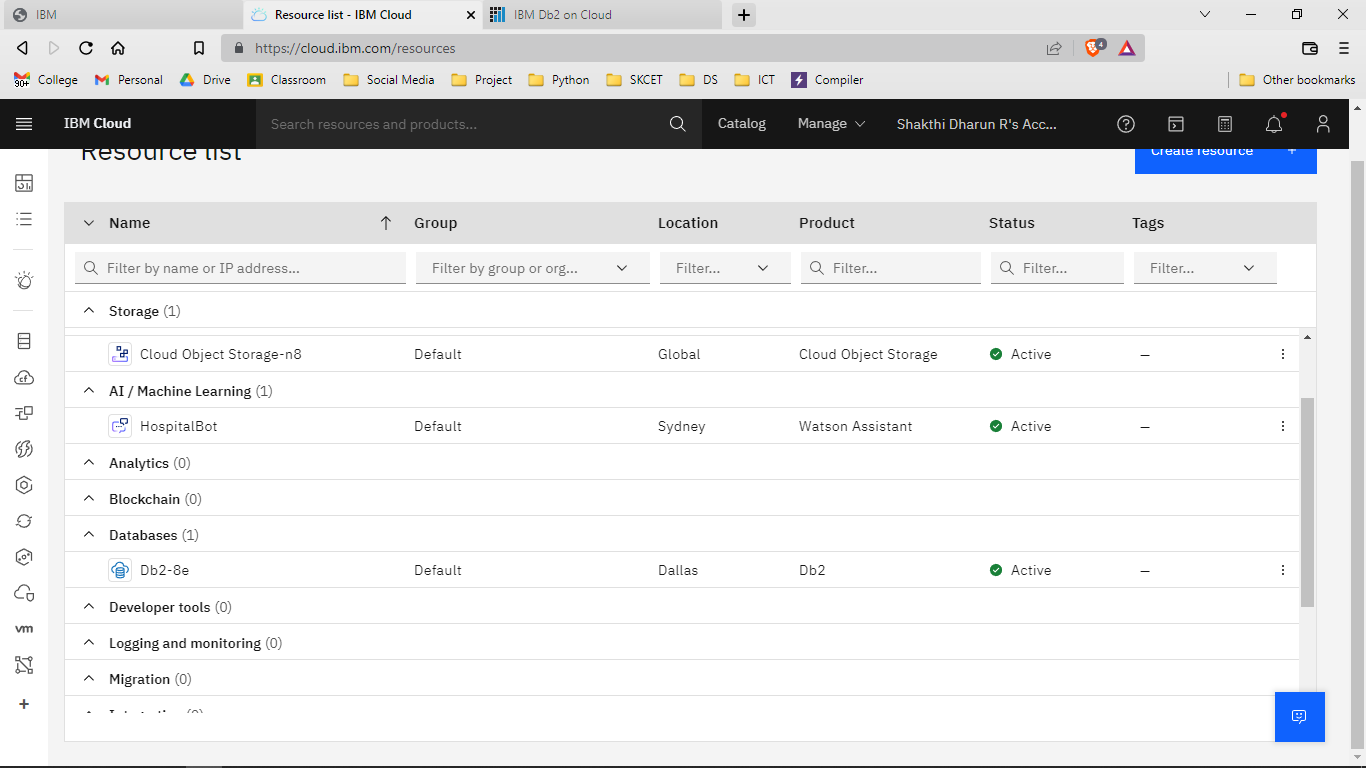 IBM
Resource list - IBM Cloud
IBM Db2 on Cloud
https://cloud.ibm.com/resources
4
90+
College
Personal
Drive
Classroom
Social Media
Project
Python
SKCET
DS
ICT
Compiler
Other bookmarks
IBM Cloud
Search resources and products...
Catalog
Manage
Shakthi Dharun R's Acc...
Resource list
Create resource +
Name
Group
Location
Product
Status
Tags
Filter by name or IP address...
Filter by group or org...
Filter...
Filter...
Filter...
Filter...
Storage (1)
Cloud Object Storage-n8
Default
Global
Cloud Object Storage
Active
–
AI / Machine Learning (1)
HospitalBot
Default
Sydney
Watson Assistant
Active
–
Analytics (0)
Blockchain (0)
Databases (1)
Db2-8e
Default
Dallas
Db2
Active
–
Developer tools (0)
Logging and monitoring (0)
Migration (0)
cf
vm